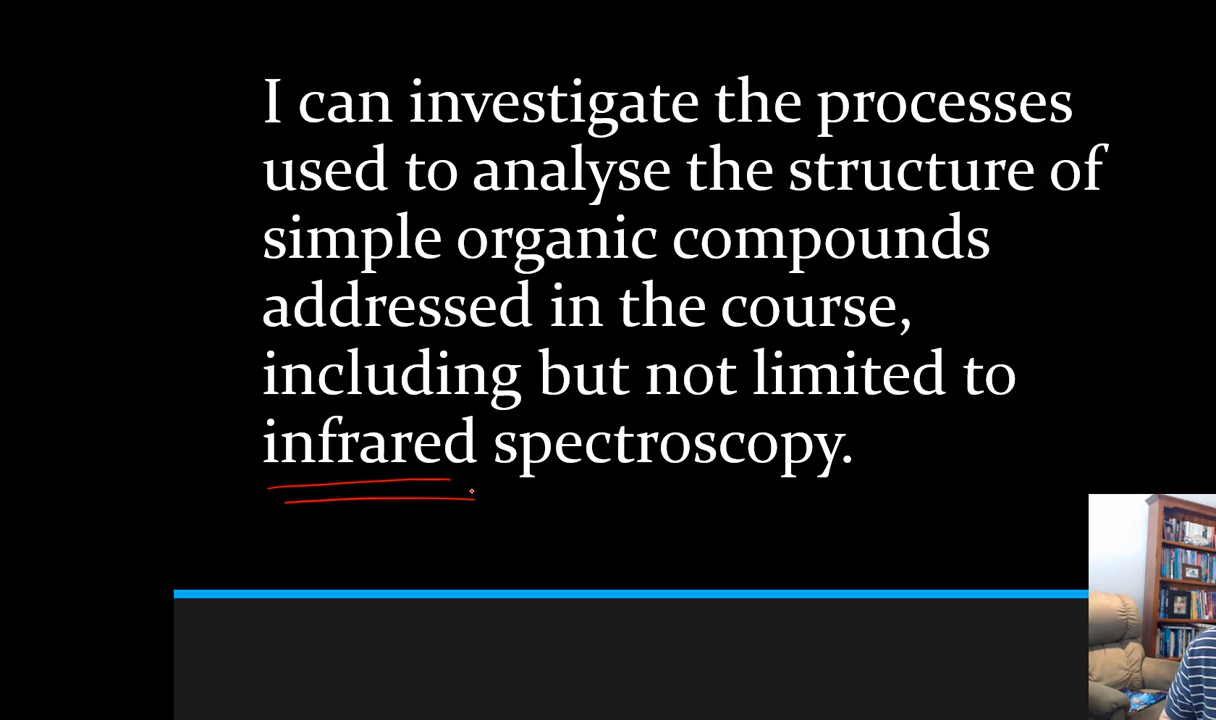 I can investigate the processes
used to analyse the structure of
simple organic compounds
addressed in the course,
including but not limited to
infrared spectroscopy.